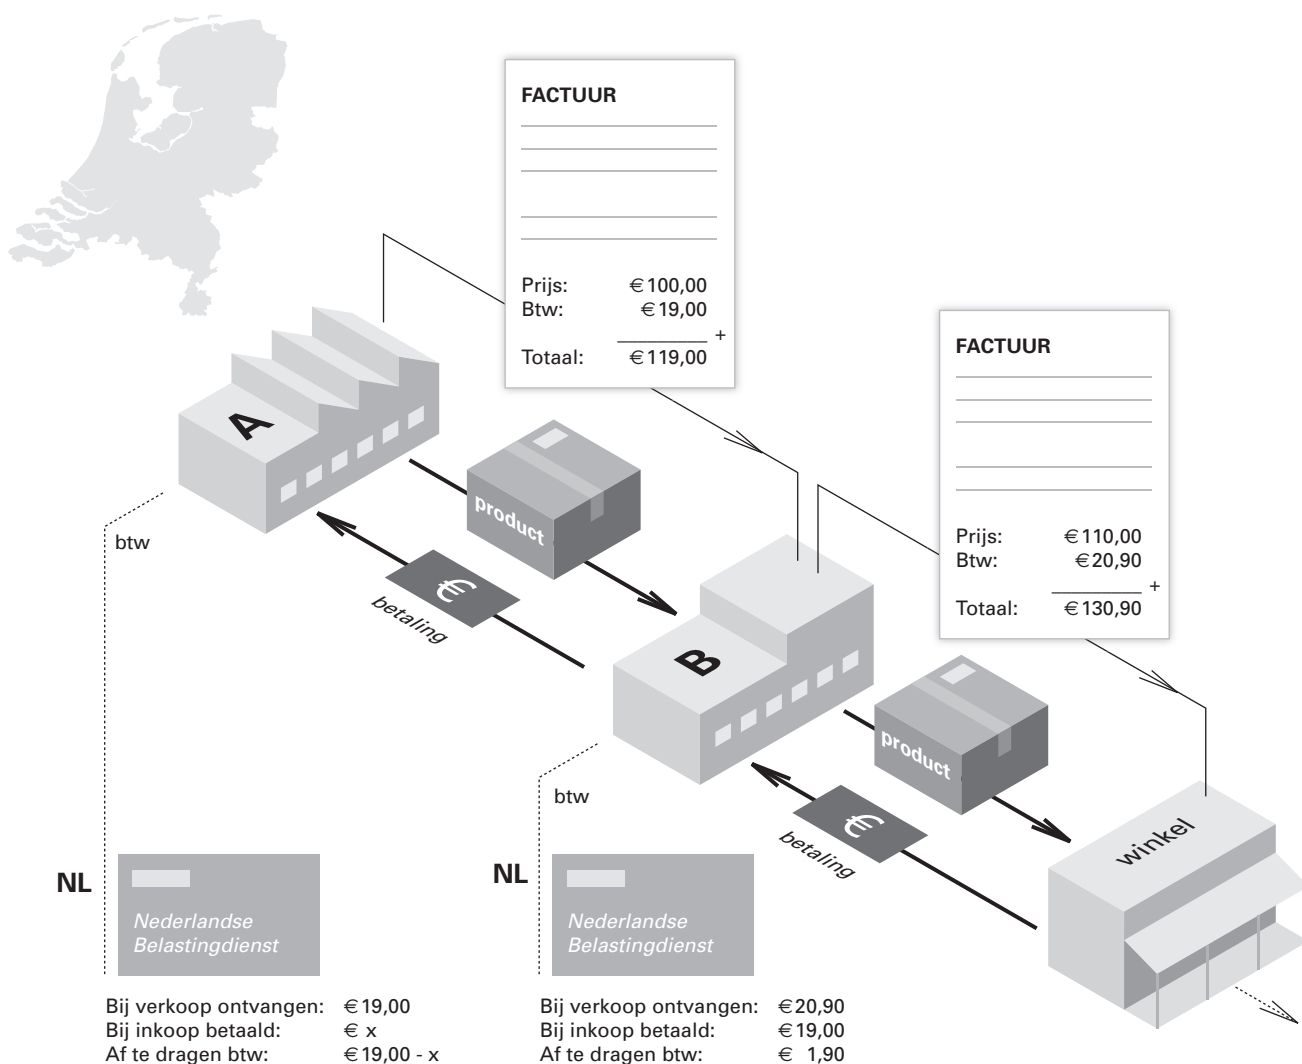 FACTUUR
Prijs: €100,00
Btw: €19,00
+
Totaal: €119,00
FACTUUR
Prijs: €110,00
Btw: €20,90
+
Totaal: €130,90
A
product
btw
€
betaling
B
product
btw
€
betaling
winkel
NL
Nederlandse
Belastingdienst
NL
Nederlandse
Belastingdienst
Bij verkoop ontvangen: €19,00
Bij inkoop betaald: € x
Af te dragen btw: €19,00 - x
Bij verkoop ontvangen: €20,90
Bij inkoop betaald: €19,00
Af te dragen btw: € 1,90